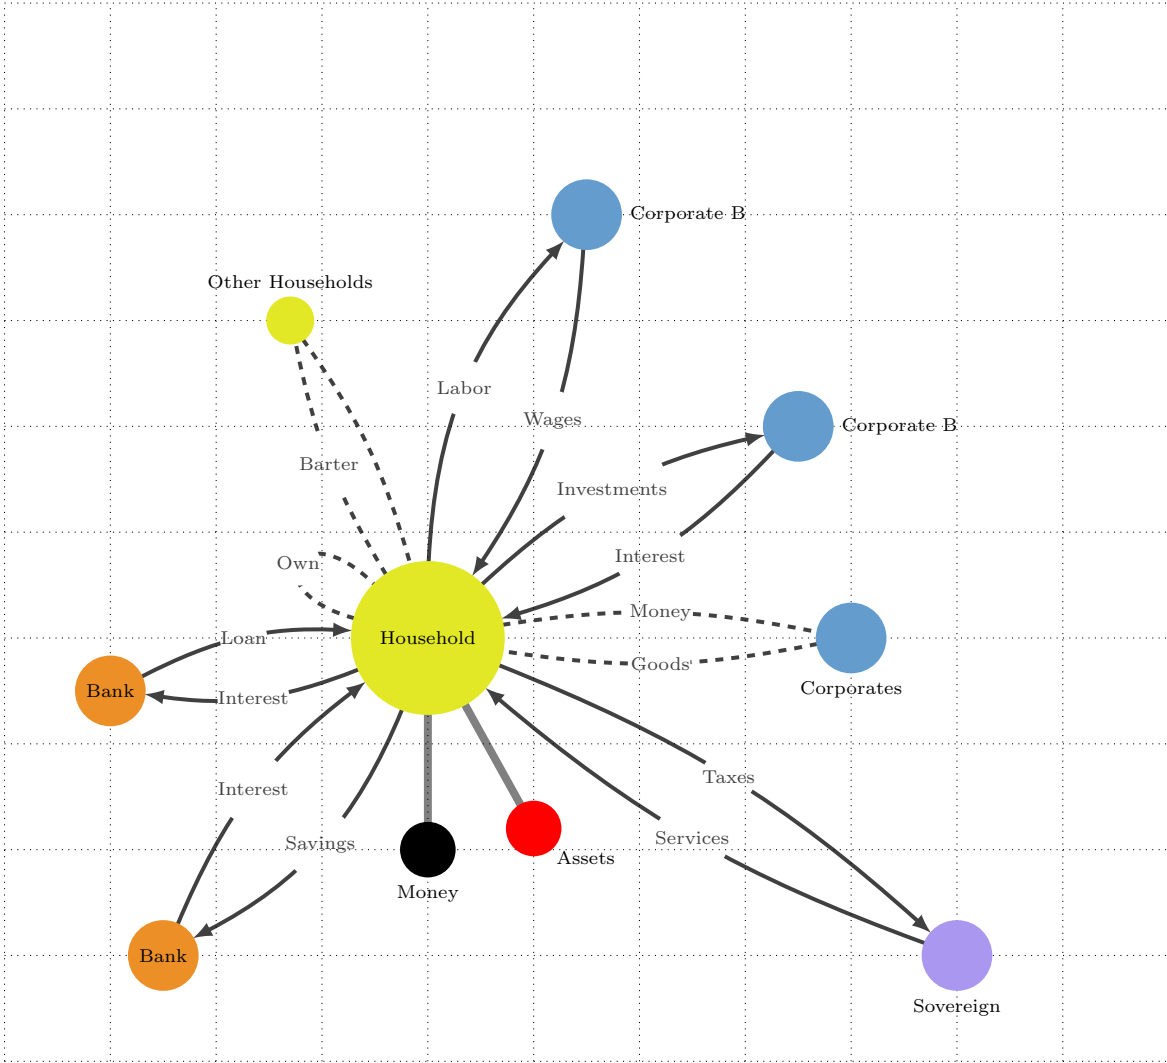 Corporate B
Other Households
Labor
Wages
Corporate B
Barter
Investments
Own
Interest
Money
Loan
Household
Goods
Bank
Interest
Corporates
Taxes
Interest
Services
Savings
Assets
Money
Bank
Sovereign